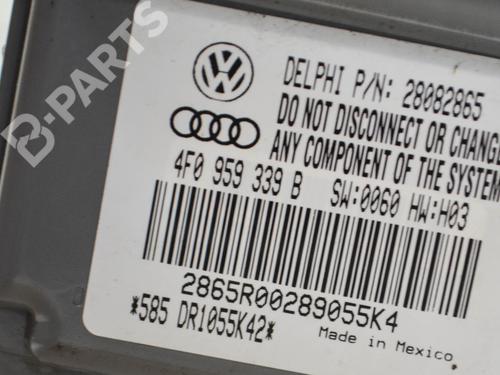 B-PARTS
DELPHI P/N: 28082865
DO NOT DISCONNECT OR CHANGE
ANY COMPONENT OF THE SYSTEM
4F0 959 339 B
SW:0060 HW:H03
2865R00289055K4
*585 DR1055K42*
Made in Mexico